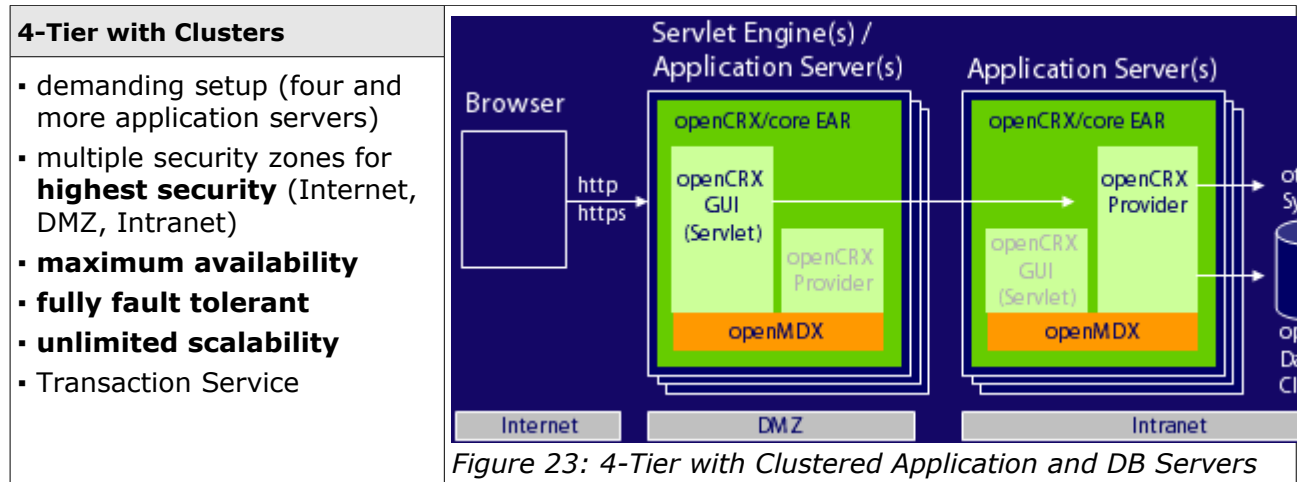 4-Tier with Clusters
▪ demanding setup (four and
more application servers)
▪ multiple security zones for
highest security (Internet,
DMZ, Intranet)
▪ maximum availability
▪ fully fault tolerant
▪ unlimited scalability
▪ Transaction Service
Servlet Engine(s) /
Application Server(s)
Application Server(s)
Browser
openCRX/core EAR
openCRX/core EAR
http
https
openCRX
GUI
(Servlet)
openCRX
Provider
openMDX
openCRX
Provider
openCRX
GUI
(Servlet)
openMDX
Internet
DMZ
Intranet
Figure 23: 4-Tier with Clustered Application and DB Servers